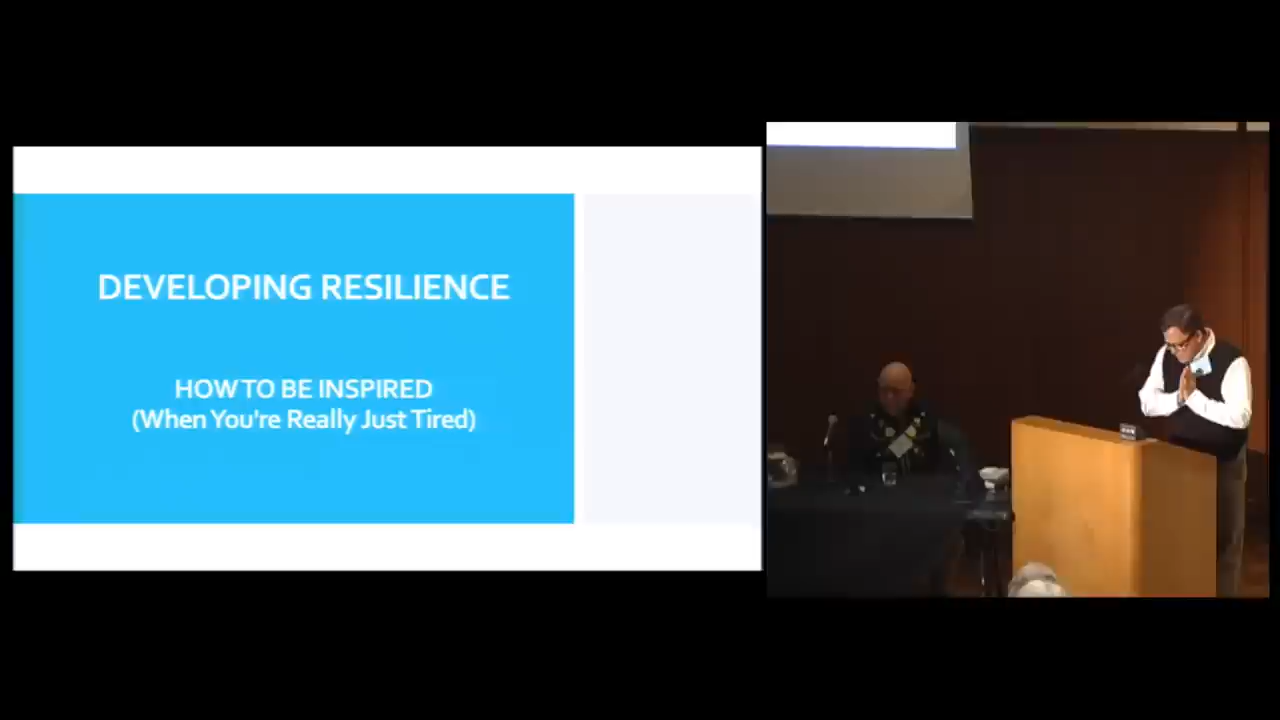 DEVELOPING RESILIENCE
HOW TO BE INSPIRED
(When You're Really Just Tired)